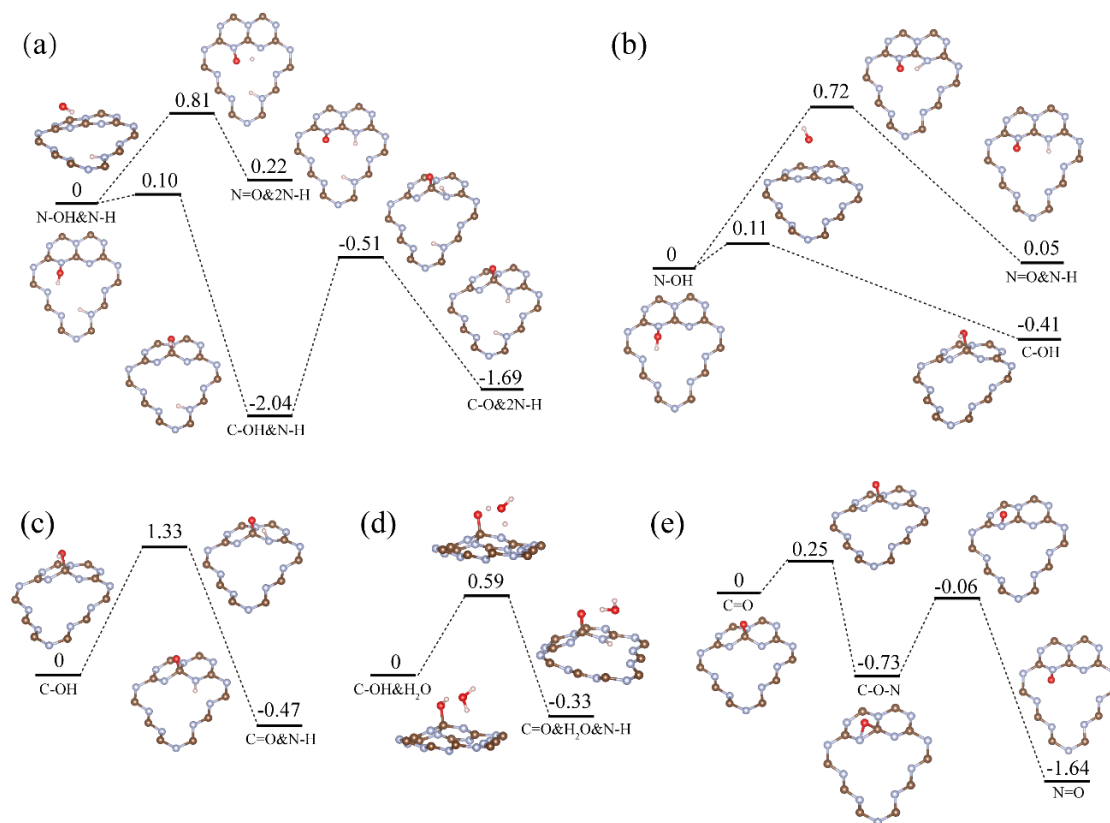 (a)
0.81
0.22
N=O&2N-H
0
N-OH&N-H
0.10
-0.51
-2.04
C-OH&N-H
-1.69
C-O&2N-H
(b)
0.72
0.11
0
N-OH
0.05
N=O&N-H
-0.41
C-OH
(c)
1.33
0
C-OH
-0.47
C=O&N-H
(d)
0.59
0
C-OH&H₂O
-0.33
C=O&H₂O&N-H
(e)
0.25
0
C=O
-0.06
-0.73
C-O-N
-1.64
N=O